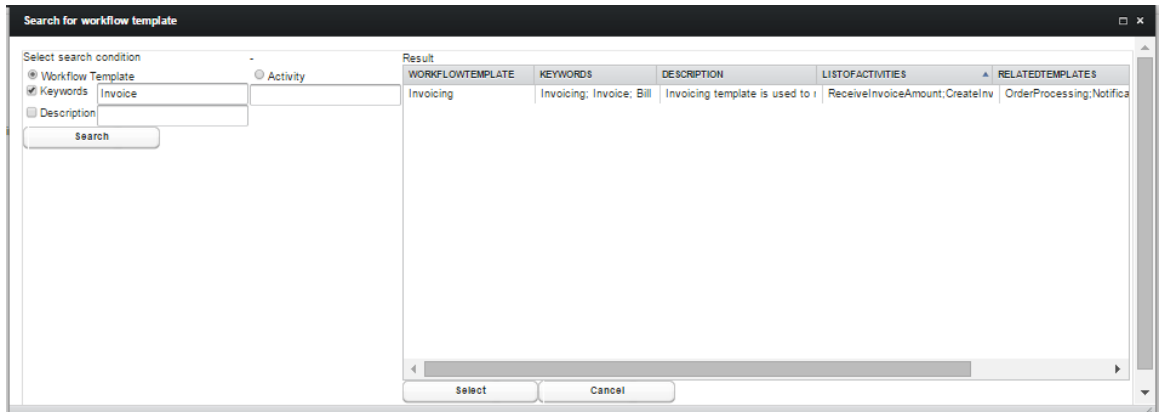 Search for workflow template
Select search condition -
Workflow Template Activity
Keywords Invoice
Description
Search
Result
WORKFLOWTEMPLATE KEYWORDS DESCRIPTION LISTOFACTIVITIES RELATEDTEMPLATES
Invoicing Invoicing; Invoice; Bill Invoicing template is used to ReceiveInvoiceAmount;CreateInv OrderProcessing;Notifica
Select Cancel